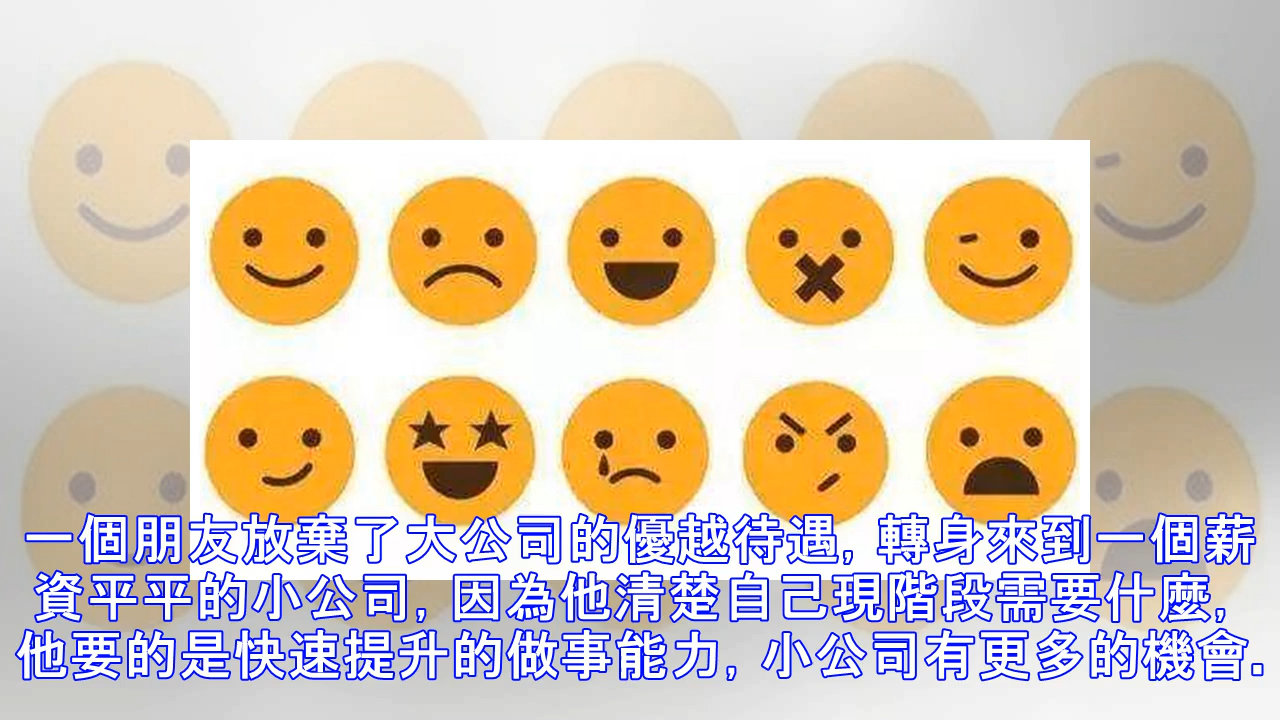 一個朋友放棄了大公司的優越待遇, 轉身來到一個薪
資平平的小公司, 因為他清楚自己現階段需要什麼,
他要的是快速提升的做事能力, 小公司有更多的機會.